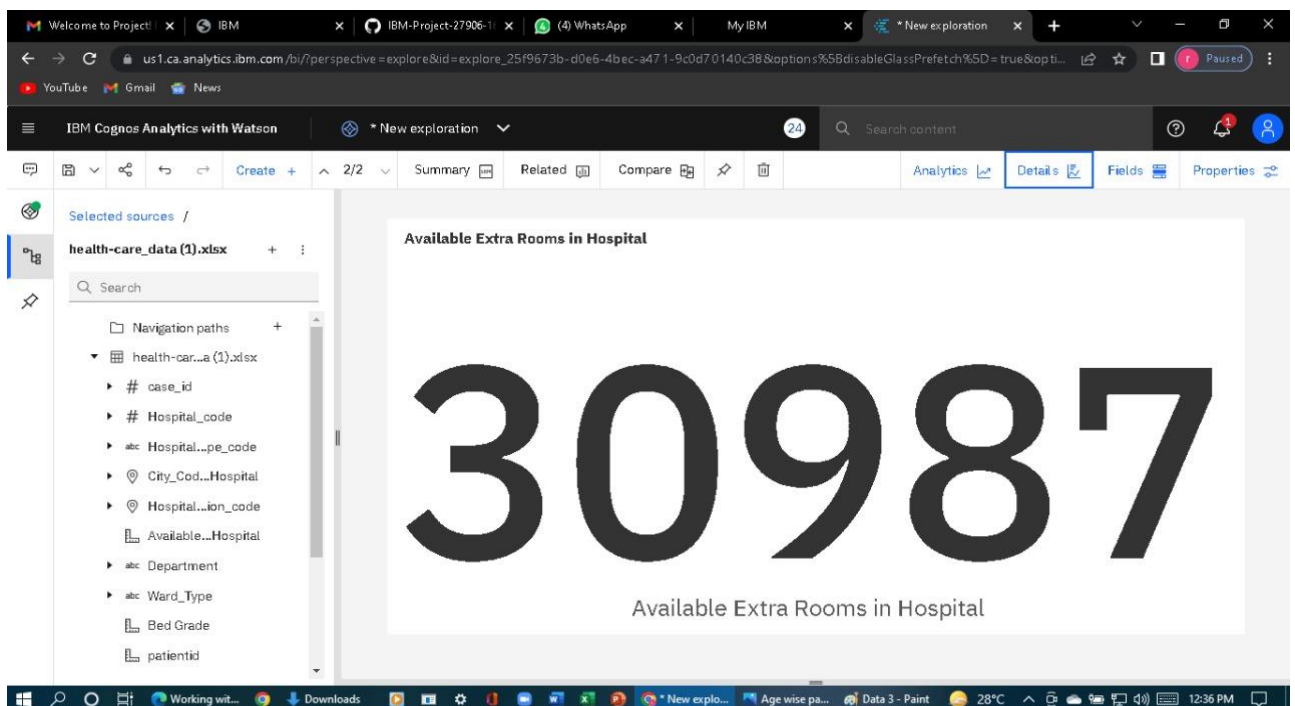 Welcome to Project! IBM IBM-Project-27906-16 (4) WhatsApp My IBM * New exploration
us1.ca.analytics.ibm.com/bi/?perspective=explore&id=explore_25f9673b-d0e6-4bec-a471-9c0d70140c38&options%5BdisableGlassPrefetch%5D=true&opti... r Paused
YouTube Gmail News
IBM Cognos Analytics with Watson * New exploration 24 Search content 1
Create + 2/2 Summary Related Compare Analytics Details Fields Properties
Selected sources /
health-care_data (1).xlsx
Search
Navigation paths +
health-car...a (1).xlsx
# case_id
# Hospital_code
abc Hospital...pe_code
City_Cod...Hospital
Hospital...ion_code
Available...Hospital
abc Department
abc Ward_Type
Bed Grade
patientid
Available Extra Rooms in Hospital
30987
Available Extra Rooms in Hospital
Working wit... Downloads * New explo... Age wise pa... Data 3 - Paint 28°C 12:36 PM